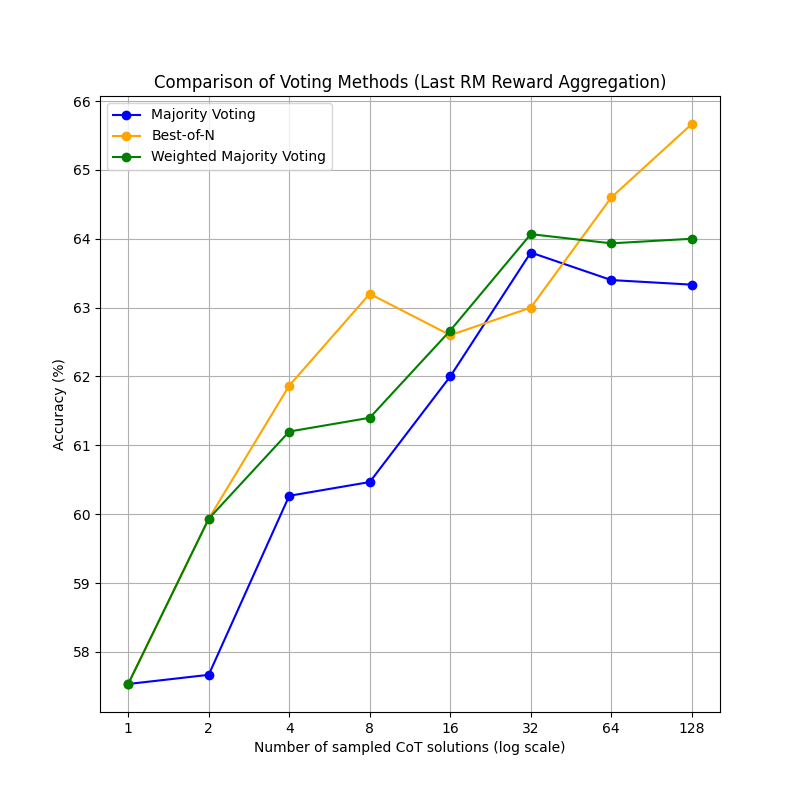 Comparison of Voting Methods (Last RM Reward Aggregation)
Majority Voting
Best-of-N
Weighted Majority Voting
66
65
64
63
62
61
60
59
58
Accuracy (%)
1 2 4 8 16 32 64 128
Number of sampled CoT solutions (log scale)